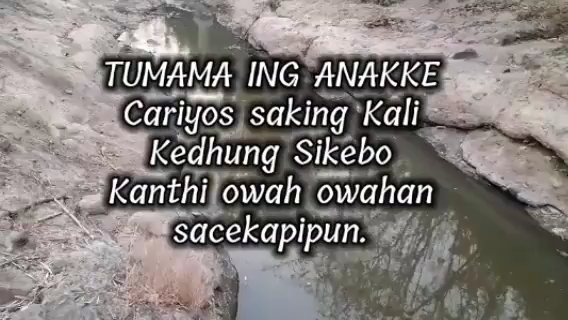 TUMAMA ING ANAKKE
Cariyos saking Kali
Kedhung Sikebo
Kanthi owah owahan
sacekapipun.